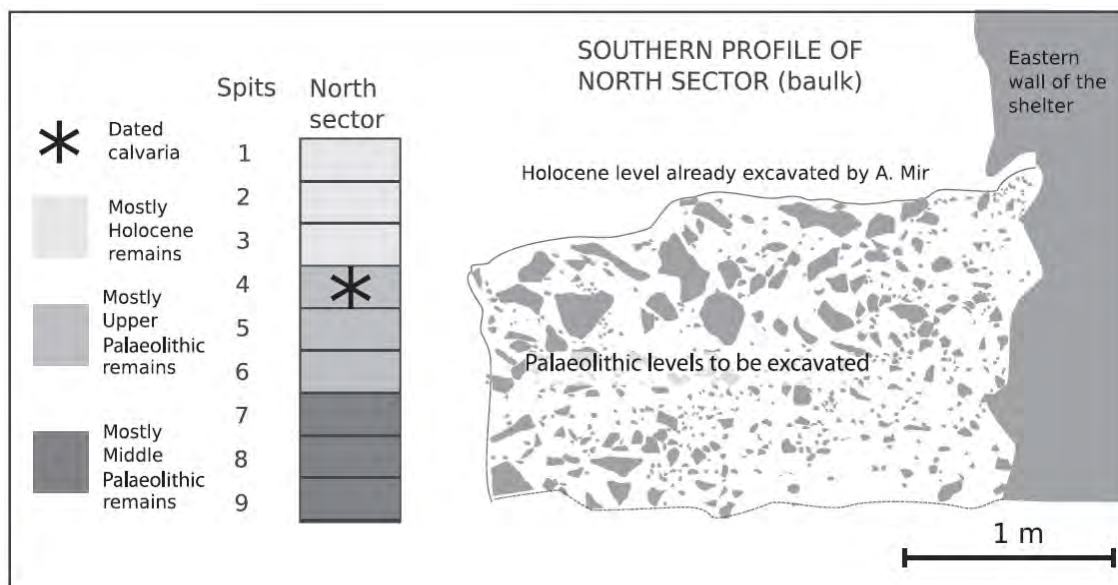 Spits
North
sector
Dated
calvaria
Mostly
Holocene
remains
Mostly
Upper
Palaeolithic
remains
Mostly
Middle
Palaeolithic
remains
1
2
3
4
5
6
7
8
9
SOUTHERN PROFILE OF
NORTH SECTOR (baulk)
Eastern
wall of the
shelter
Holocene level already excavated by A. Mir
Palaeolithic levels to be excavated
1 m